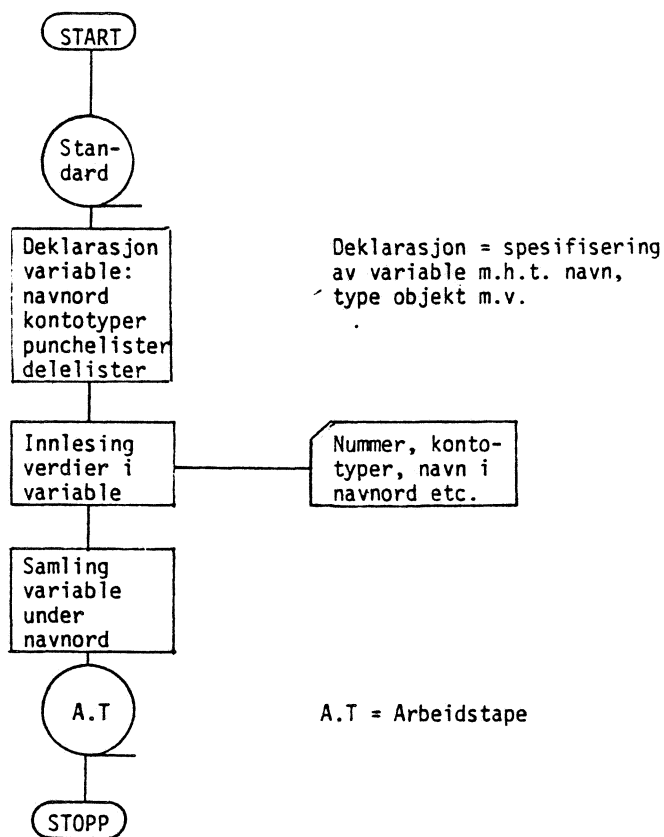 START
Stan-
dard
Deklarasjon
variable:
navnord
kontotyper
punchelister
delelister
Deklarasjon = spesifisering
av variable m.h.t. navn,
type objekt m.v.
Innlesing
verdier i
variable
Nummer, konto-
typer, navn i
navnord etc.
Samling
variable
under
navnord
A.T
A.T = Arbeidstape
STOPP